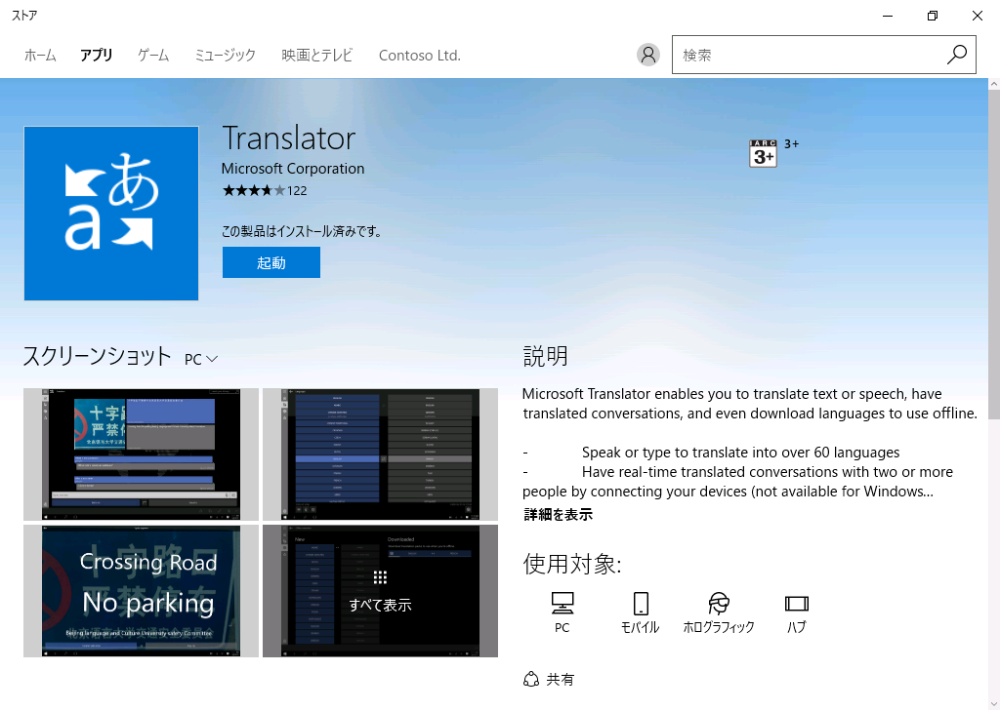 ストア
ホーム アプリ ゲーム ミュージック 映画とテレビ Contoso Ltd. 検索
あ
a
Translator
Microsoft Corporation
122
この製品はインストール済みです。
起動
IARC
3+
3+
スクリーンショット PC
十字路
严禁停
Crossing Road
No parking
Beijing language and Culture University safety Committee
New Downloaded
すべて表示
説明
Microsoft Translator enables you to translate text or speech, have
translated conversations, and even download languages to use offline.
- Speak or type to translate into over 60 languages
- Have real-time translated conversations with two or more
people by connecting your devices (not available for Windows...
詳細を表示
使用対象:
PC モバイル ホログラフィック ハブ
共有